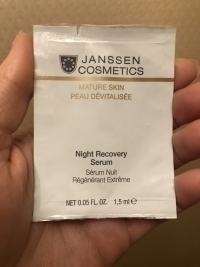 JANSSEN
COSMETICS
MATURE SKIN
PEAU DÉVITALISÉE
Night Recovery
Serum
Sérum Nuit
Régénérant Extrême
NET 0.05 FL. OZ. 1,5 ml ℮